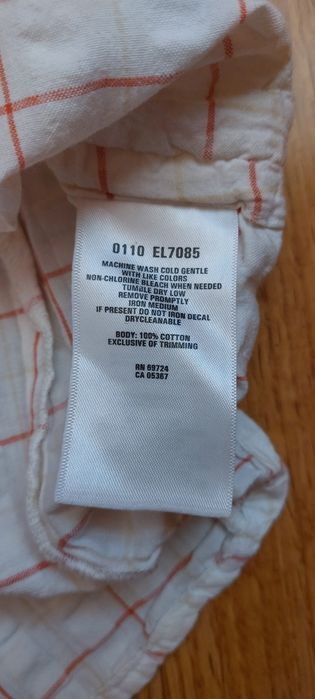 0110 EL7085
MACHINE WASH COLD GENTLE
WITH LIKE COLORS
NON-CHLORINE BLEACH WHEN NEEDED
TUMBLE DRY LOW
REMOVE PROMPTLY
IRON MEDIUM
IF PRESENT DO NOT IRON DECAL
DRYCLEANABLE
BODY: 100% COTTON
EXCLUSIVE OF TRIMMING
RN 69724
CA 05367